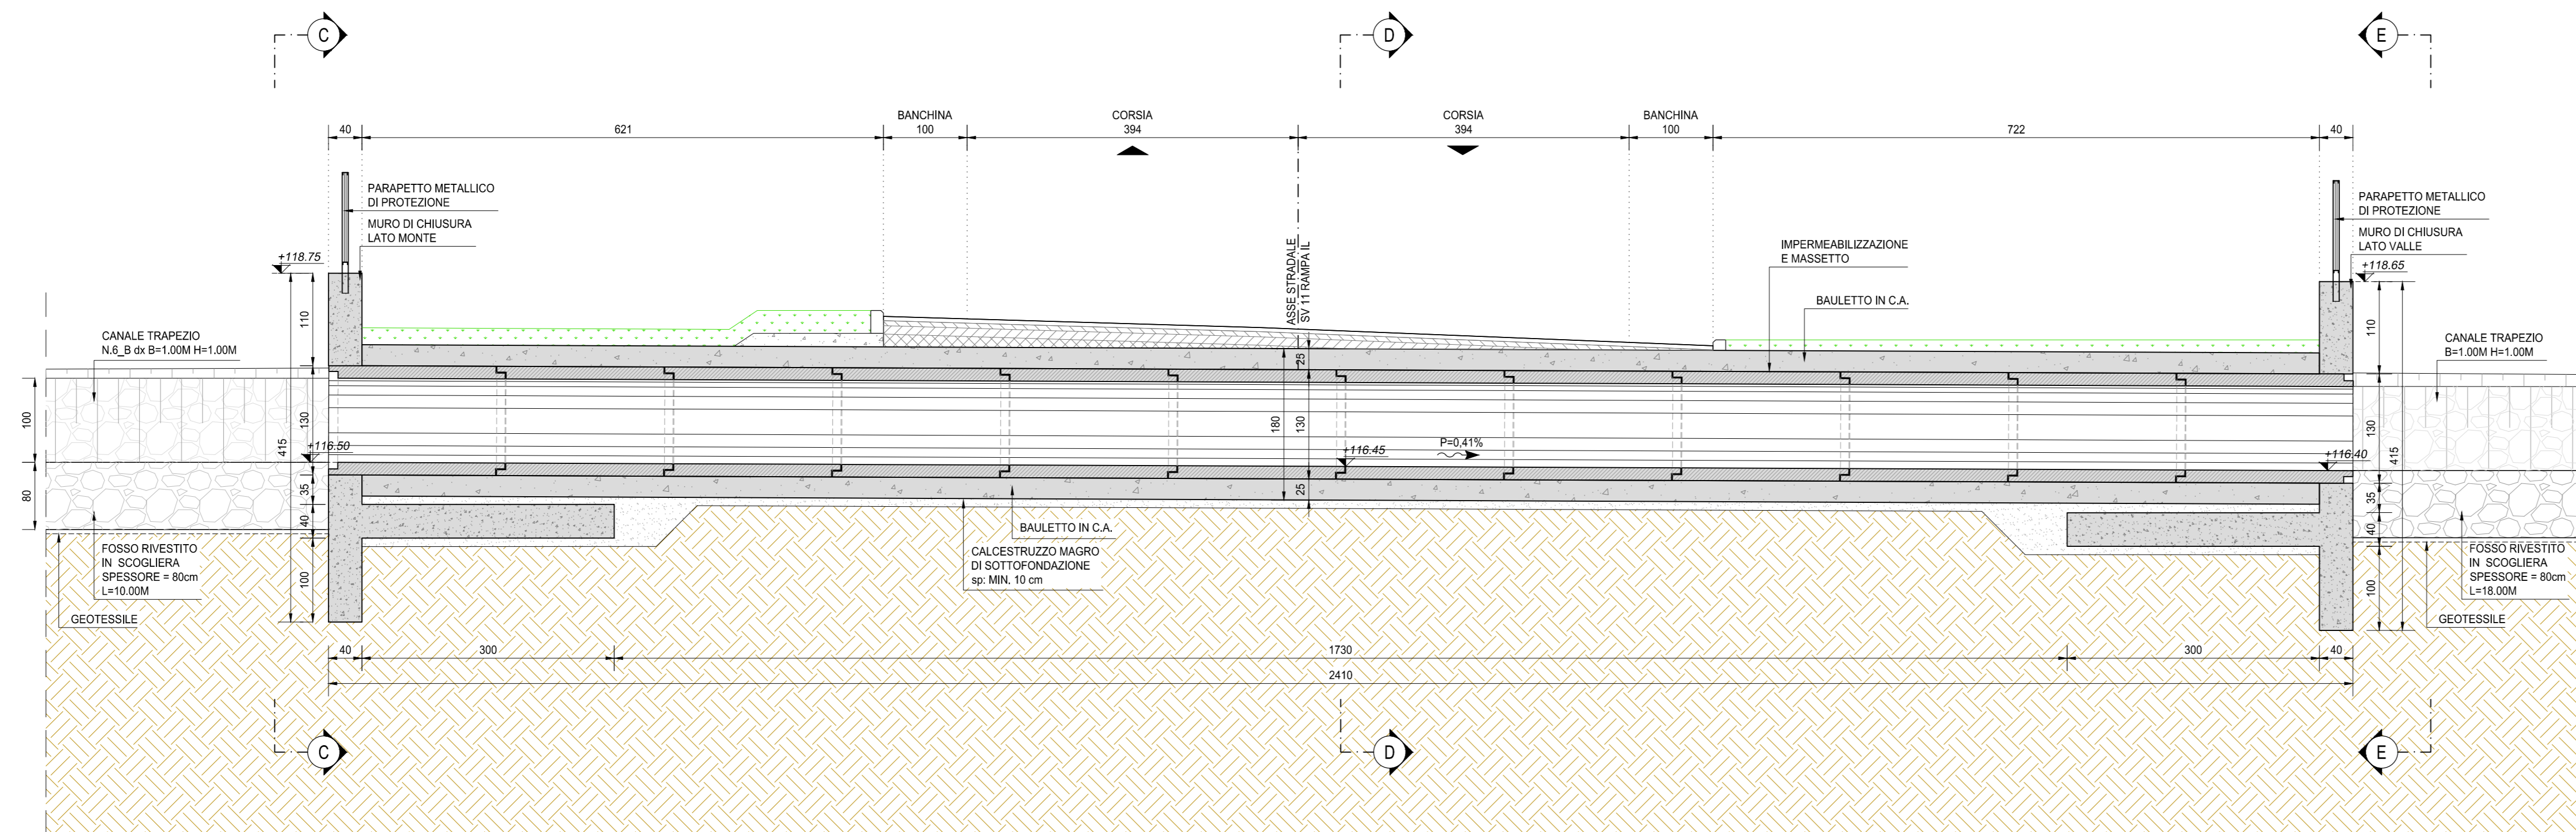 C
D
E
BANCHINA
CORSIA
CORSIA
BANCHINA
40
621
100
394
394
100
722
40
PARAPETTO METALLICO
DI PROTEZIONE
MURO DI CHIUSURA
LATO MONTE
+118.75
ASSE STRADALE
SV 11 RAMPA IL
IMPERMEABILIZZAZIONE
E MASSETTO
BAULETTO IN C.A.
PARAPETTO METALLICO
DI PROTEZIONE
MURO DI CHIUSURA
LATO VALLE
+118.65
CANALE TRAPEZIO
N.6_B dx B=1.00M H=1.00M
CANALE TRAPEZIO
B=1.00M H=1.00M
100
80
415
110
130
35
40
100
+116.50
180
25
130
25
+116.45
P=0,41%
+116.40
110
130
35
40
100
415
BAULETTO IN C.A.
CALCESTRUZZO MAGRO
DI SOTTOFONDAZIONE
sp: MIN. 10 cm
FOSSO RIVESTITO
IN SCOGLIERA
SPESSORE = 80cm
L=10.00M
GEOTESSILE
FOSSO RIVESTITO
IN SCOGLIERA
SPESSORE = 80cm
L=18.00M
GEOTESSILE
40
300
1730
300
40
2410
C
D
E